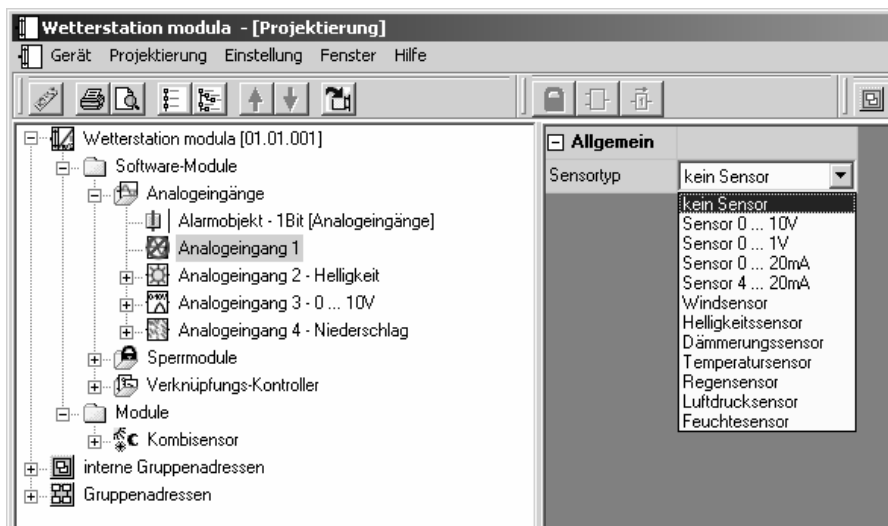 Wetterstation modula - [Projektierung]
Gerät Projektierung Einstellung Fenster Hilfe
Wetterstation modula [01.01.001]
Software-Module
Analogeingänge
Alarmobjekt - 1Bit [Analogeingänge]
Analogeingang 1
Analogeingang 2 - Helligkeit
Analogeingang 3 - 0 ... 10V
Analogeingang 4 - Niederschlag
Sperrmodule
Verknüpfungs-Kontroller
Module
Kombisensor
interne Gruppenadressen
Gruppenadressen
Allgemein
Sensortyp kein Sensor
kein Sensor
Sensor 0 ... 10V
Sensor 0 ... 1V
Sensor 0 ... 20mA
Sensor 4 ... 20mA
Windsensor
Helligkeitssensor
Dämmerungssensor
Temperatursensor
Regensensor
Luftdrucksensor
Feuchtesensor